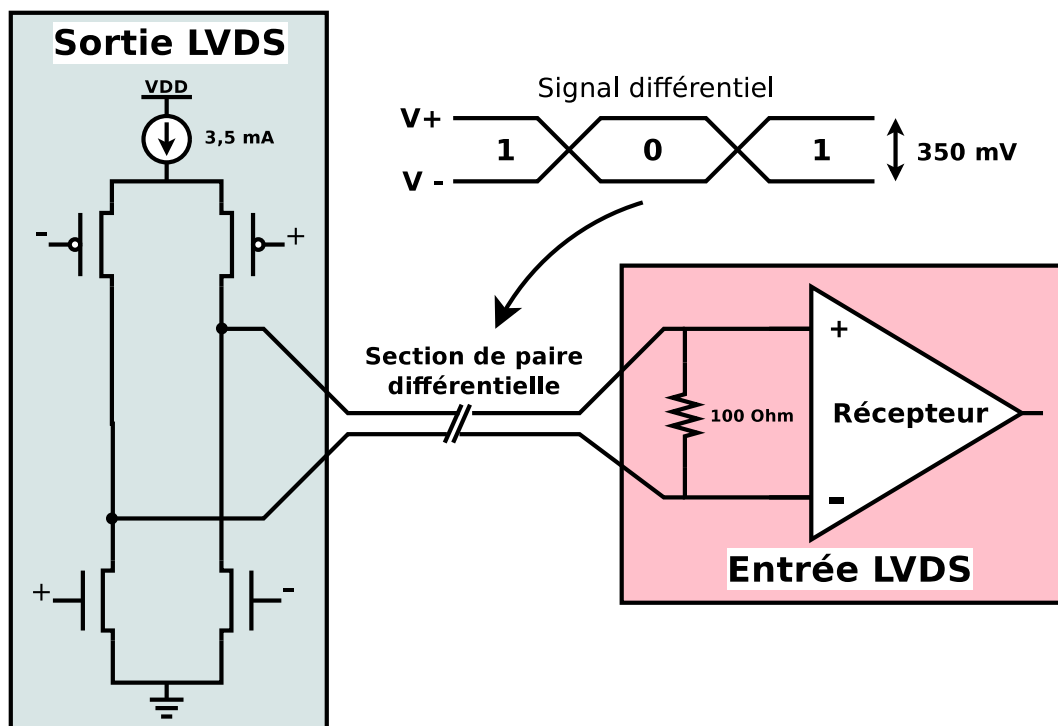 Sortie LVDS
VDD
3,5 mA
-
+
+
-
Signal différentiel
V+
1
0
1
V -
350 mV
Section de paire
différentielle
+
100 Ohm
Récepteur
-
Entrée LVDS